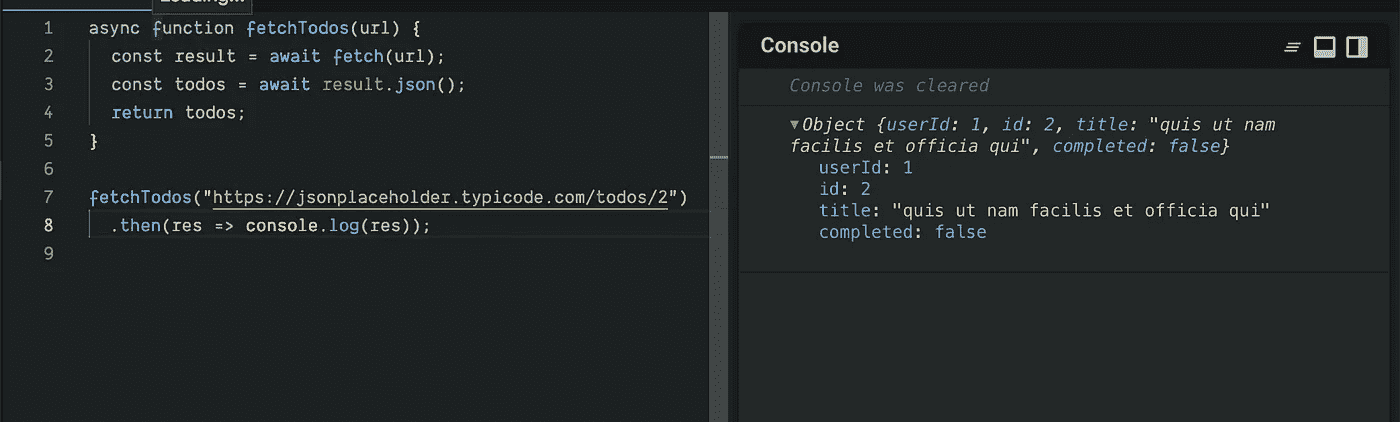 Loading...
1 async function fetchTodos(url) {
2 const result = await fetch(url);
3 const todos = await result.json();
4 return todos;
5 }
6
7 fetchTodos("https://jsonplaceholder.typicode.com/todos/2")
8 .then(res => console.log(res));
9
Console
Console was cleared
▼Object {userId: 1, id: 2, title: "quis ut nam
facilis et officia qui", completed: false}
userId: 1
id: 2
title: "quis ut nam facilis et officia qui"
completed: false